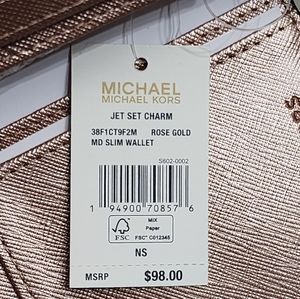 MICHAEL
MICHAEL KORS
JET SET CHARM
38F1CT9F2M ROSE GOLD
MD SLIM WALLET
S602-0002
1 94900 70857 6
FSC
MIX
Paper
FSC® C012345
NS
MSRP $98.00